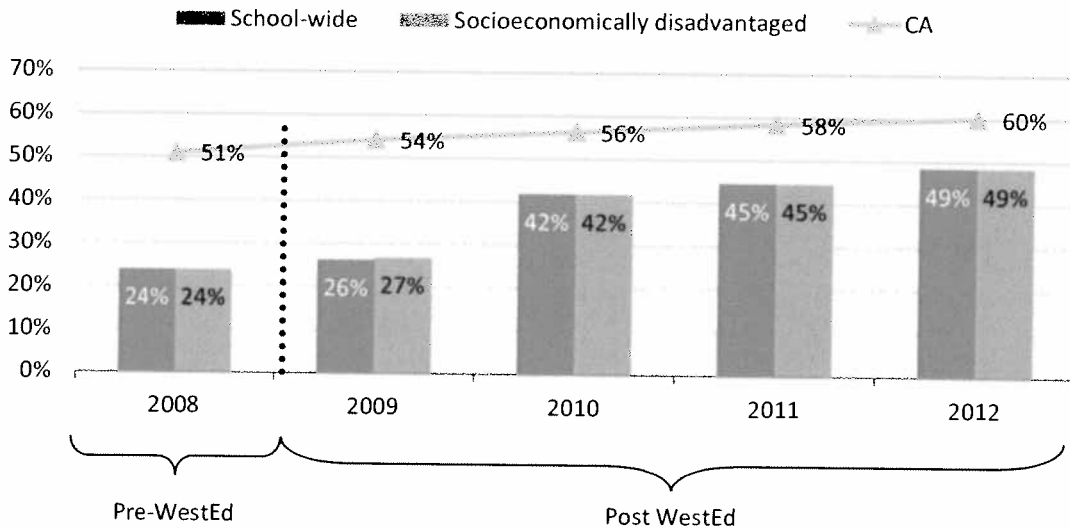 School-wide Socioeconomically disadvantaged CA
70%
60%
50%
40%
30%
20%
10%
0%
51% 54% 56% 58% 60%
24% 24% 26% 27% 42% 42% 45% 45% 49% 49%
2008 2009 2010 2011 2012
Pre-WestEd Post WestEd